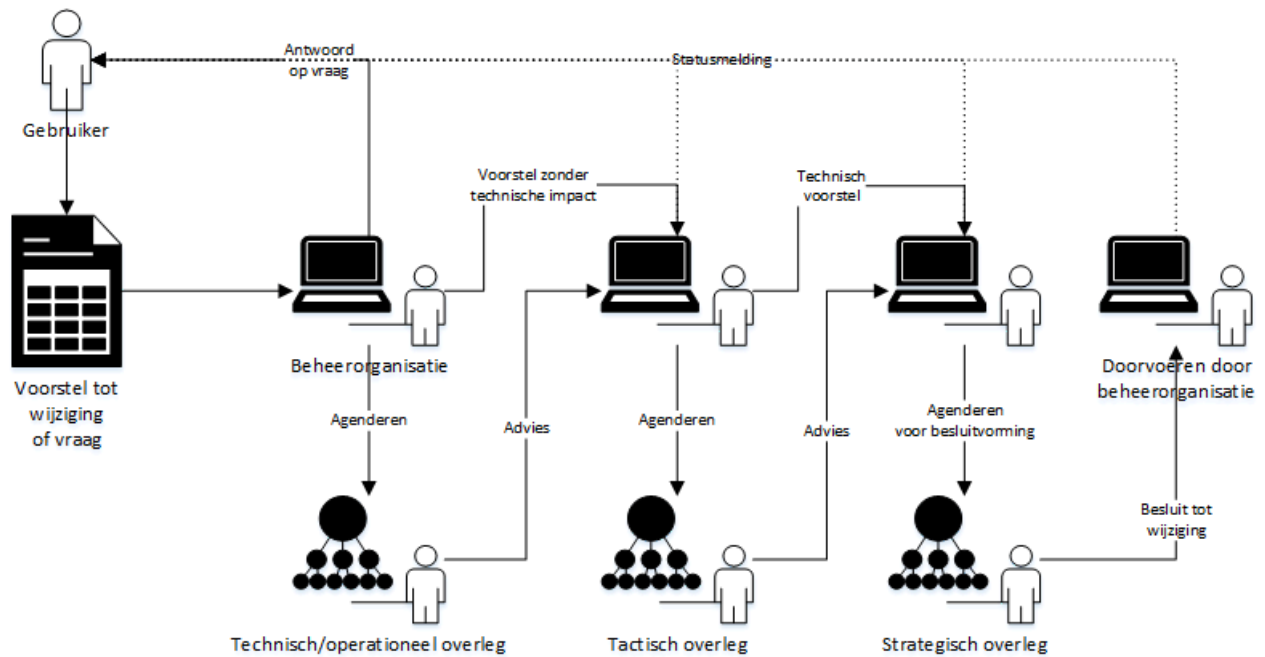 Antwoord
op vraag
Statusmelding
Gebruiker
Voorstel zonder
technische impact
Technisch
voorstel
Beheerorganisatie
Doorvoeren door
beheerorganisatie
Voorstel tot
wijziging
of vraag
Agenderen
Advies
Agenderen
Advies
Agenderen
voor besluitvorming
Besluit tot
wijziging
Technisch/operationeel overleg
Tactisch overleg
Strategisch overleg